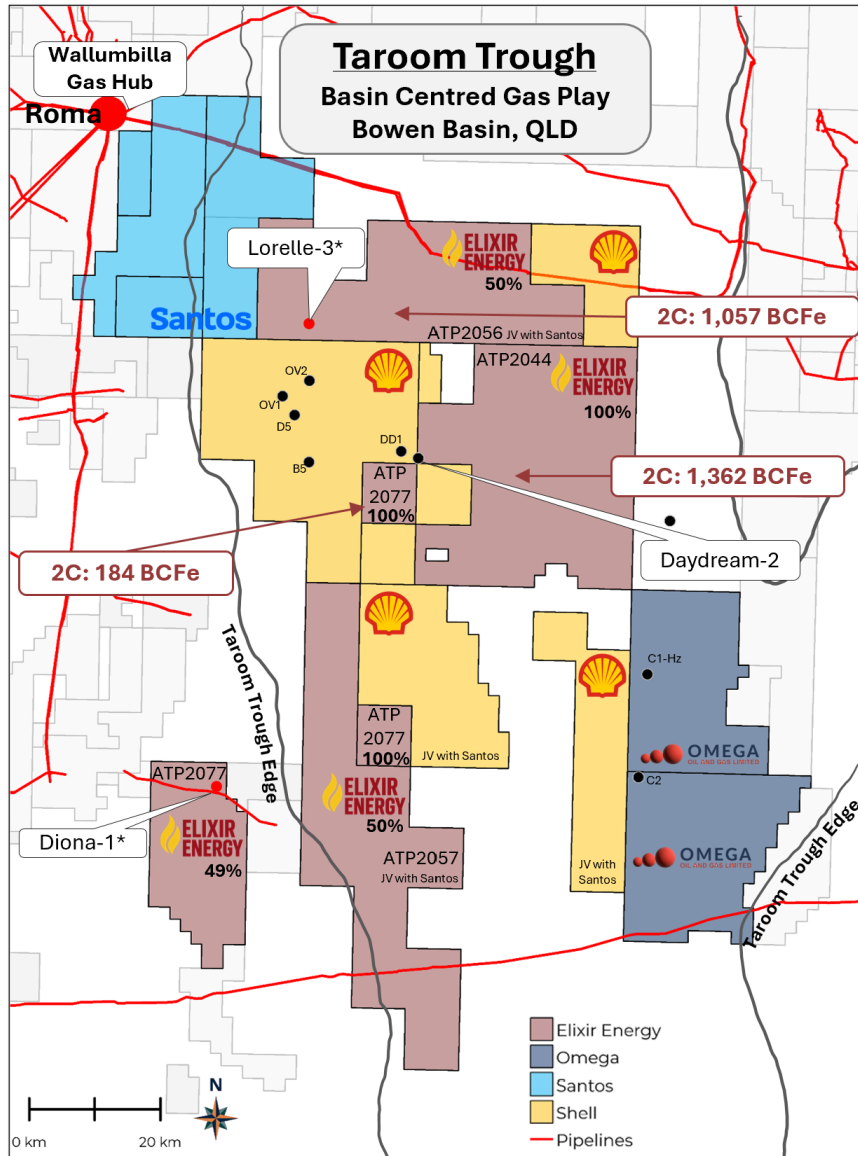 Taroom Trough
Basin Centred Gas Play
Bowen Basin, QLD
Wallumbilla
Gas Hub
Roma
Lorelle-3*
ELIXIR
ENERGY
50%
2C: 1,057 BCFe
Santos
ATP2056 JV with Santos
ATP2044
ELIXIR
ENERGY
100%
OV2
OV1
D5
B5
DD1
ATP
2077
100%
2C: 1,362 BCFe
Daydream-2
2C: 184 BCFe
Taroom Trough Edge
C1-Hz
ATP
2077
100%
JV with Santos
OMEGA
OIL AND GAS LIMITED
C2
ATP2077
Diona-1*
ELIXIR
ENERGY
49%
ELIXIR
ENERGY
50%
ATP2057
JV with Santos
JV with
Santos
OMEGA
OIL AND GAS LIMITED
Taroom Trough Edge
Elixir Energy
Omega
Santos
Shell
Pipelines
N
0 km
20 km